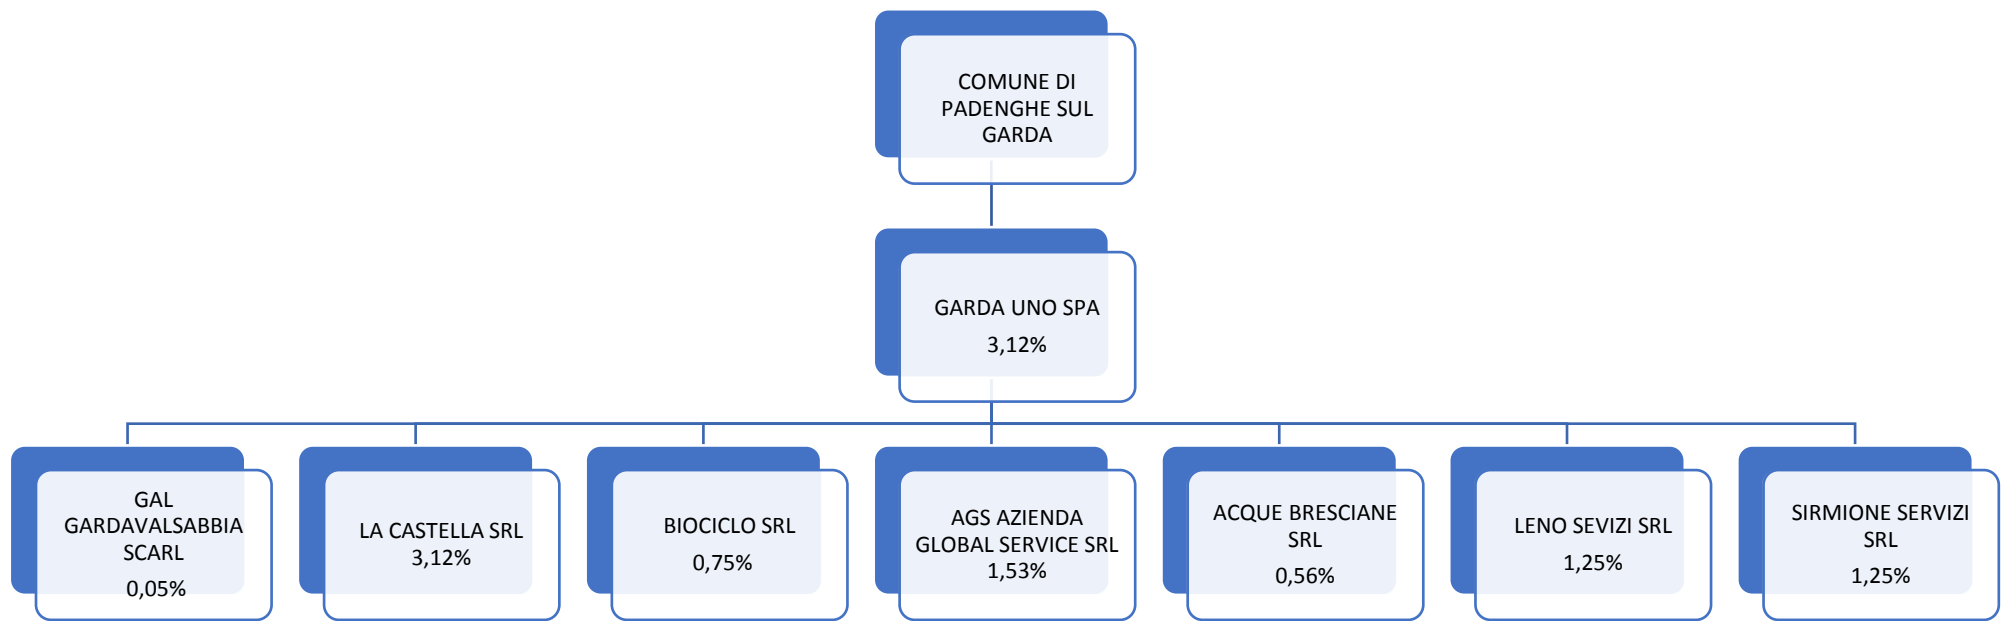 COMUNE DI
PADENGHE SUL
GARDA
GARDA UNO SPA
3,12%
GAL
GARDAVALSABBIA
SCARL
0,05%
LA CASTELLA SRL
3,12%
BIOCICLO SRL
0,75%
AGS AZIENDA
GLOBAL SERVICE SRL
1,53%
ACQUE BRESCIANE
SRL
0,56%
LENO SEVIZI SRL
1,25%
SIRMIONE SERVIZI
SRL
1,25%